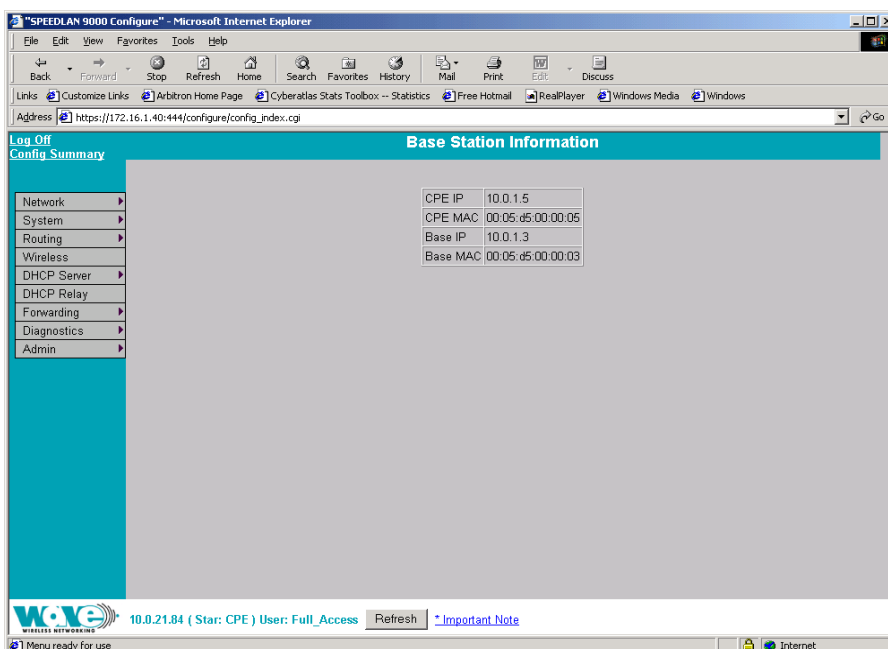 "SPEEDLAN 9000 Configure" - Microsoft Internet Explorer
File Edit View Favorites Tools Help
Back Forward Stop Refresh Home Search Favorites History Mail Print Edit Discuss
Links Customize Links Arbitron Home Page Cyberatlas Stats Toolbox -- Statistics Free Hotmail RealPlayer Windows Media Windows
Address https://172.16.1.40:444/configure/config_index.cgi Go
Log Off
Config Summary
Base Station Information
Network
System
Routing
Wireless
DHCP Server
DHCP Relay
Forwarding
Diagnostics
Admin
CPE IP 10.0.1.5
CPE MAC 00:05:d5:00:00:05
Base IP 10.0.1.3
Base MAC 00:05:d5:00:00:03
WAVE
WIRELESS NETWORKING
10.0.21.84 ( Star: CPE ) User: Full_Access Refresh * Important Note
Menu ready for use Internet